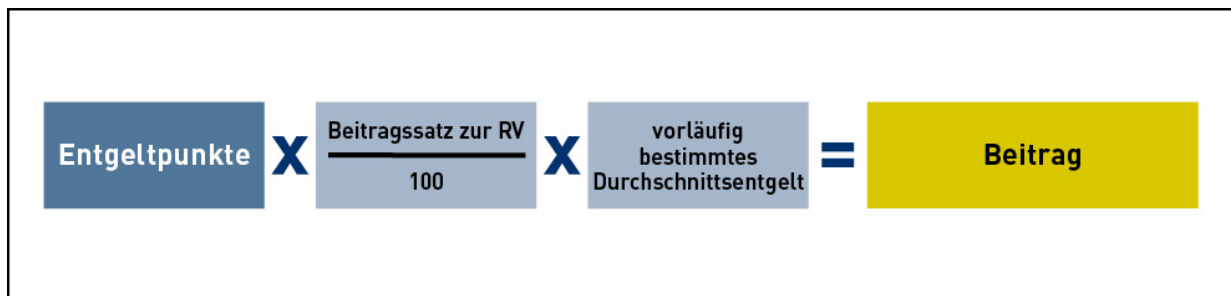 Entgeltpunkte
X
Beitragssatz zur RV
100
X
vorläufig
bestimmtes
Durchschnittsentgelt
=
Beitrag